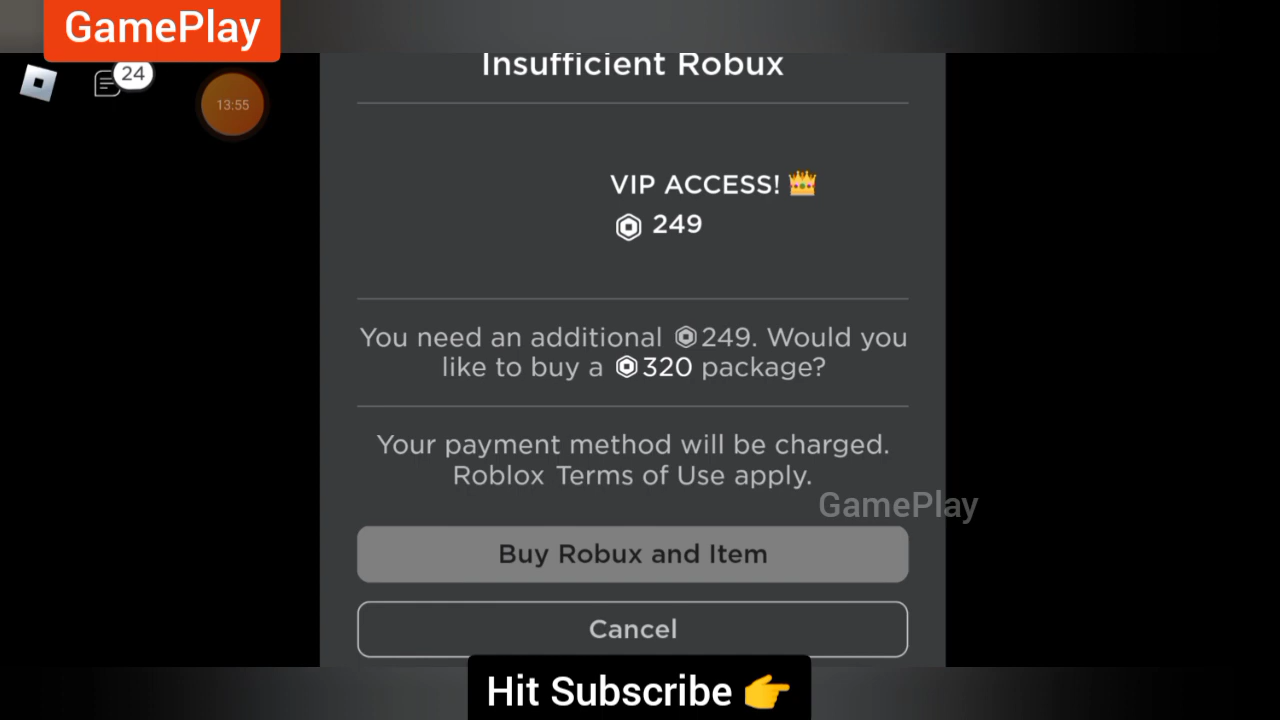 GamePlay
24
13:55
Insufficient Robux
VIP ACCESS! 👑
249
You need an additional 249. Would you
like to buy a 320 package?
Your payment method will be charged.
Roblox Terms of Use apply.
GamePlay
Buy Robux and Item
Cancel
Hit Subscribe 👉